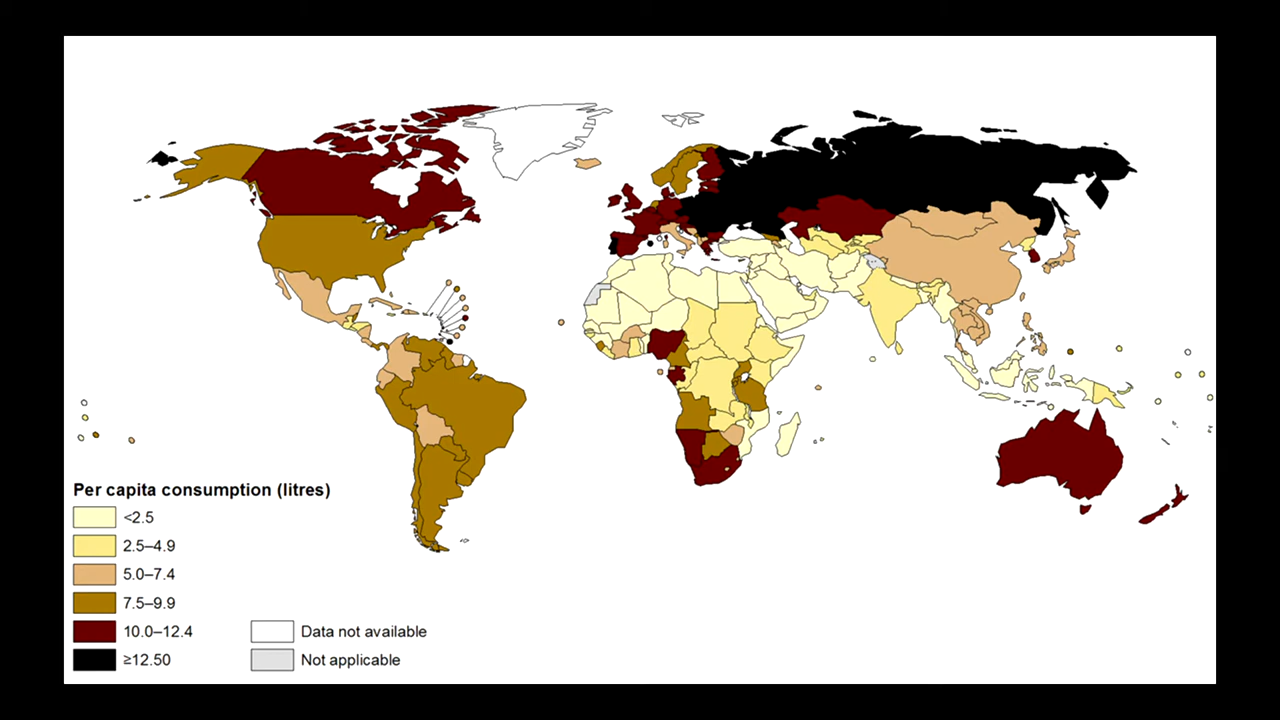 Per capita consumption (litres)
<2.5
2.5–4.9
5.0–7.4
7.5–9.9
10.0–12.4
≥12.50
Data not available
Not applicable